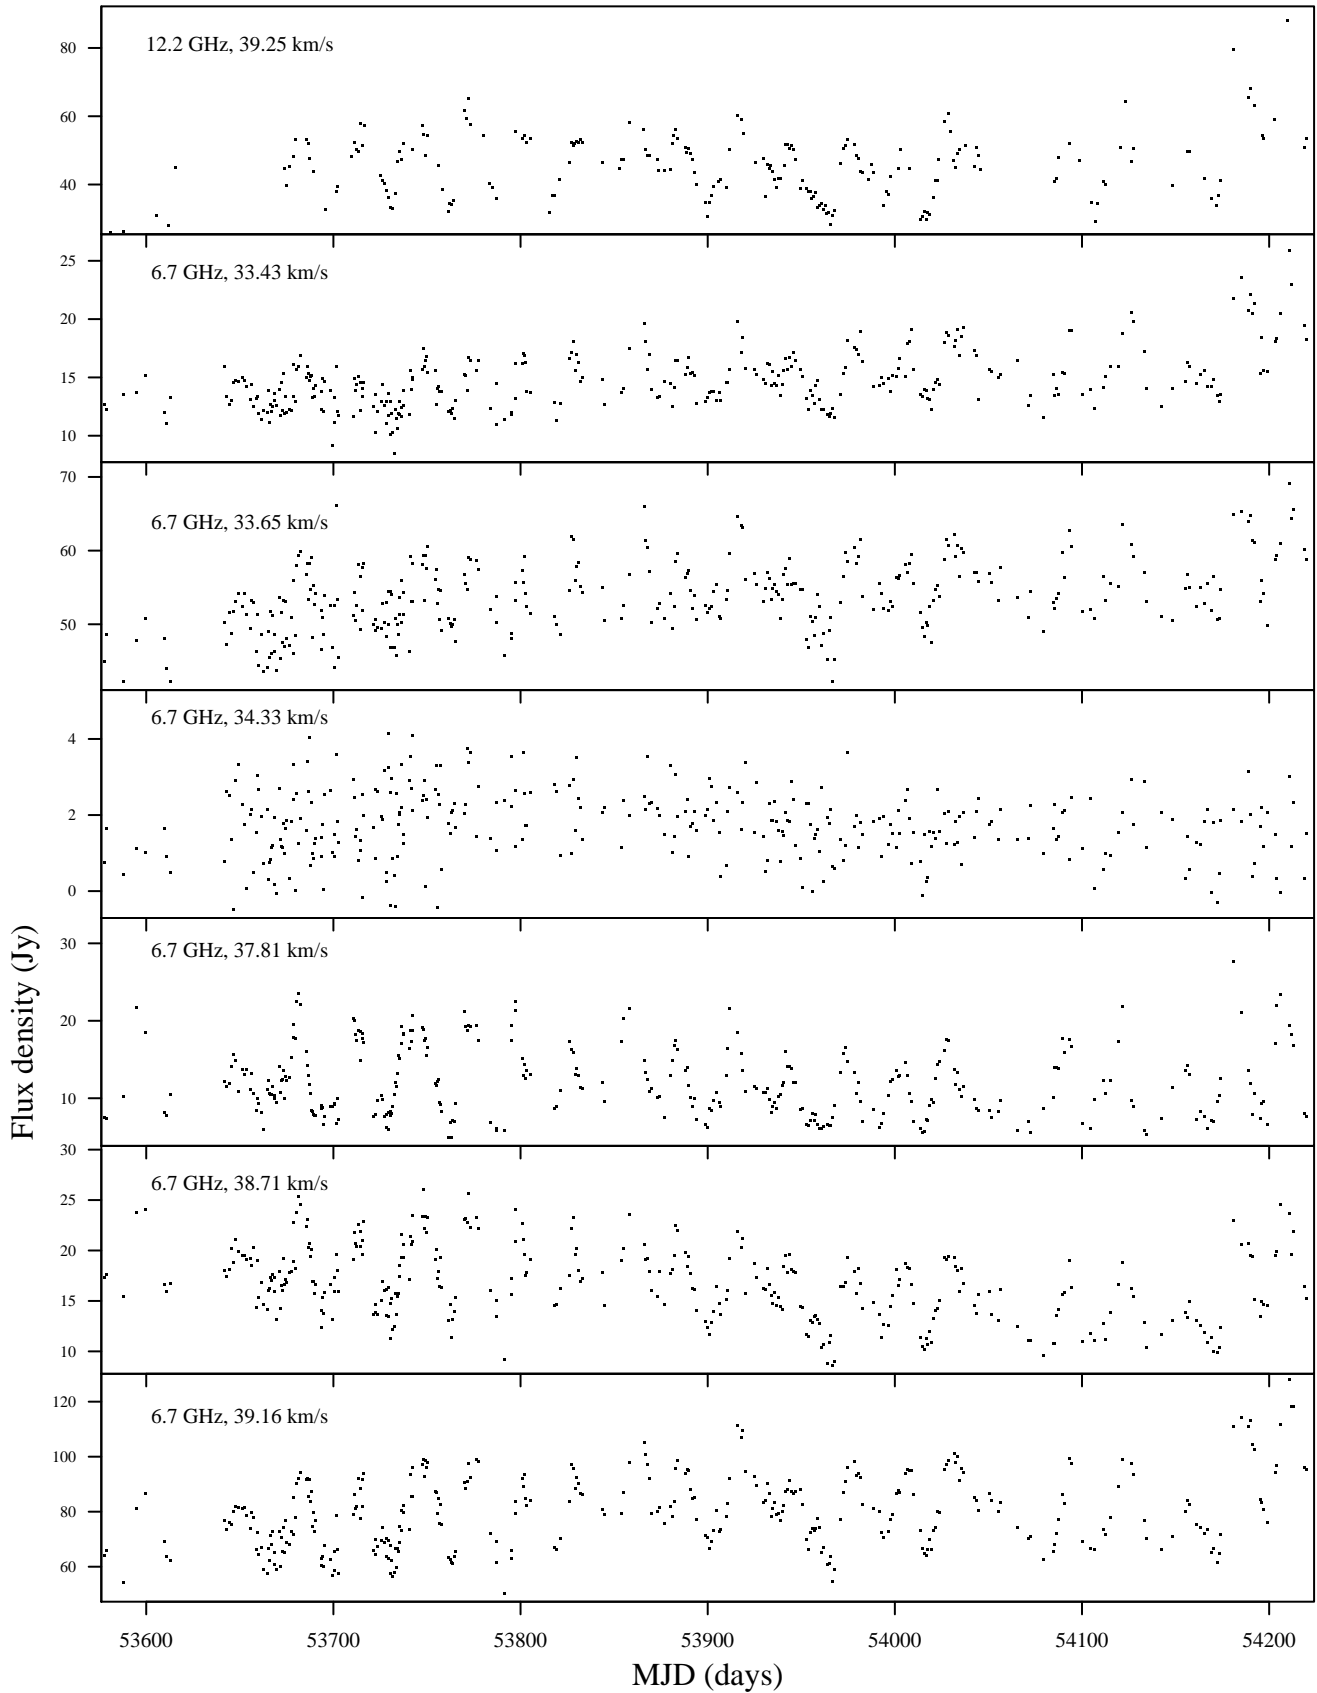 12.2 GHz, 39.25 km/s
80
60
40
6.7 GHz, 33.43 km/s
25
20
15
10
6.7 GHz, 33.65 km/s
70
60
50
6.7 GHz, 34.33 km/s
4
2
0
6.7 GHz, 37.81 km/s
30
20
10
6.7 GHz, 38.71 km/s
30
25
20
15
10
6.7 GHz, 39.16 km/s
120
100
80
60
Flux density (Jy)
53600 53700 53800 53900 54000 54100 54200
MJD (days)